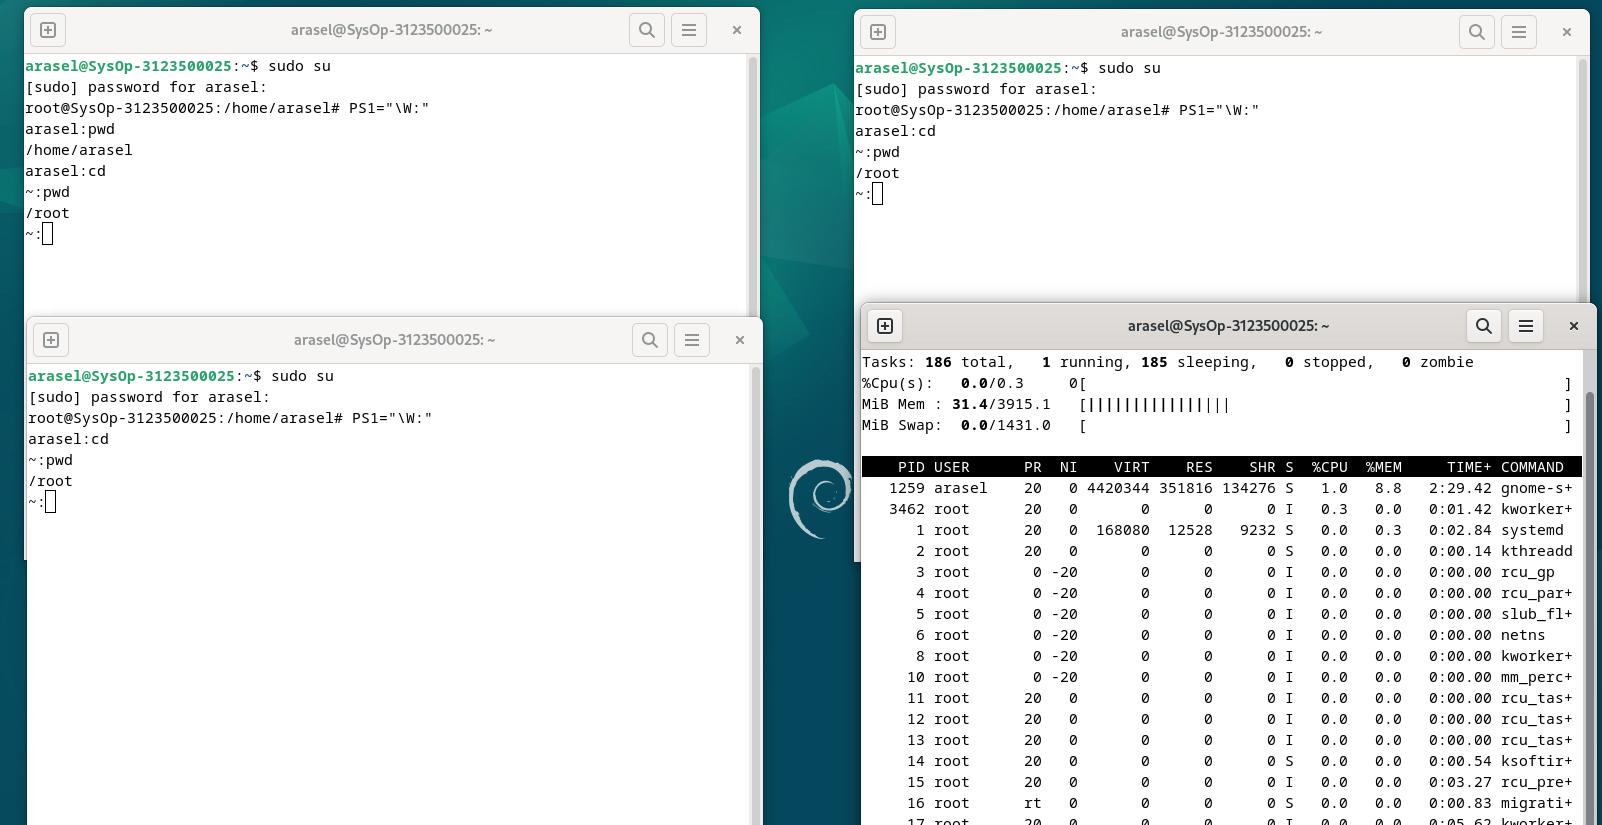 arasel@SysOp-3123500025: ~
arasel@SysOp-3123500025:~$ sudo su
[sudo] password for arasel:
root@SysOp-3123500025:/home/arasel# PS1="\W:"
arasel:pwd
/home/arasel
arasel:cd
~:pwd
/root
~:
arasel@SysOp-3123500025: ~
arasel@SysOp-3123500025:~$ sudo su
[sudo] password for arasel:
root@SysOp-3123500025:/home/arasel# PS1="\W:"
arasel:cd
~:pwd
/root
~:
arasel@SysOp-3123500025: ~
arasel@SysOp-3123500025:~$ sudo su
[sudo] password for arasel:
root@SysOp-3123500025:/home/arasel# PS1="\W:"
arasel:cd
~:pwd
/root
~:
arasel@SysOp-3123500025: ~
Tasks: 186 total,   1 running, 185 sleeping,   0 stopped,   0 zombie
%Cpu(s):   0.0/0.3     0[                                                      ]
MiB Mem : 31.4/3915.1   [||||||||||||||||                                      ]
MiB Swap:  0.0/1431.0   [                                                      ]
    PID USER      PR  NI    VIRT    RES    SHR S  %CPU  %MEM     TIME+ COMMAND
   1259 arasel    20   0 4420344 351816 134276 S   1.0   8.8   2:29.42 gnome-s+
   3462 root      20   0       0      0      0 I   0.3   0.0   0:01.42 kworker+
      1 root      20   0  168080  12528   9232 S   0.0   0.3   0:02.84 systemd
      2 root      20   0       0      0      0 S   0.0   0.0   0:00.14 kthreadd
      3 root       0 -20       0      0      0 I   0.0   0.0   0:00.00 rcu_gp
      4 root       0 -20       0      0      0 I   0.0   0.0   0:00.00 rcu_par+
      5 root       0 -20       0      0      0 I   0.0   0.0   0:00.00 slub_fl+
      6 root       0 -20       0      0      0 I   0.0   0.0   0:00.00 netns
      8 root       0 -20       0      0      0 I   0.0   0.0   0:00.00 kworker+
     10 root       0 -20       0      0      0 I   0.0   0.0   0:00.00 mm_perc+
     11 root      20   0       0      0      0 I   0.0   0.0   0:00.00 rcu_tas+
     12 root      20   0       0      0      0 I   0.0   0.0   0:00.00 rcu_tas+
     13 root      20   0       0      0      0 I   0.0   0.0   0:00.00 rcu_tas+
     14 root      20   0       0      0      0 S   0.0   0.0   0:00.54 ksoftir+
     15 root      20   0       0      0      0 I   0.0   0.0   0:03.27 rcu_pre+
     16 root      rt   0       0      0      0 S   0.0   0.0   0:00.83 migrati+
     17 root      20   0       0      0      0 I   0.0   0.0   0:05.62 kworker+